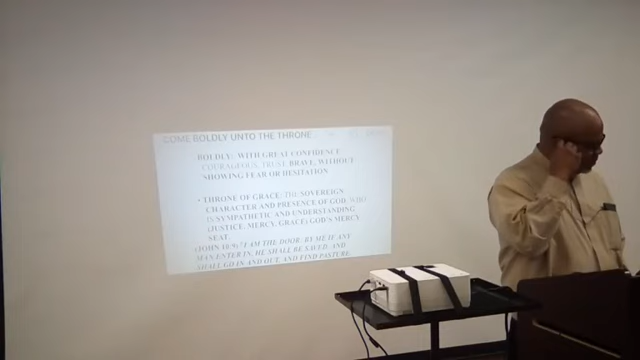 COME BOLDLY UNTO THE THRONE
BOLDLY: WITH GREAT CONFIDENCE
COURAGEOUS, TRUST, BRAVE, WITHOUT
SHOWING FEAR OR HESITATION
• THRONE OF GRACE: THE SOVEREIGN
CHARACTER AND PRESENCE OF GOD, WHO
IS SYMPATHETIC AND UNDERSTANDING
(JUSTICE, MERCY, GRACE) GOD'S MERCY
SEAT.
(JOHN 10:9) "I AM THE DOOR: BY ME IF ANY
MAN ENTER IN, HE SHALL BE SAVED, AND
SHALL GO IN AND OUT, AND FIND PASTURE.